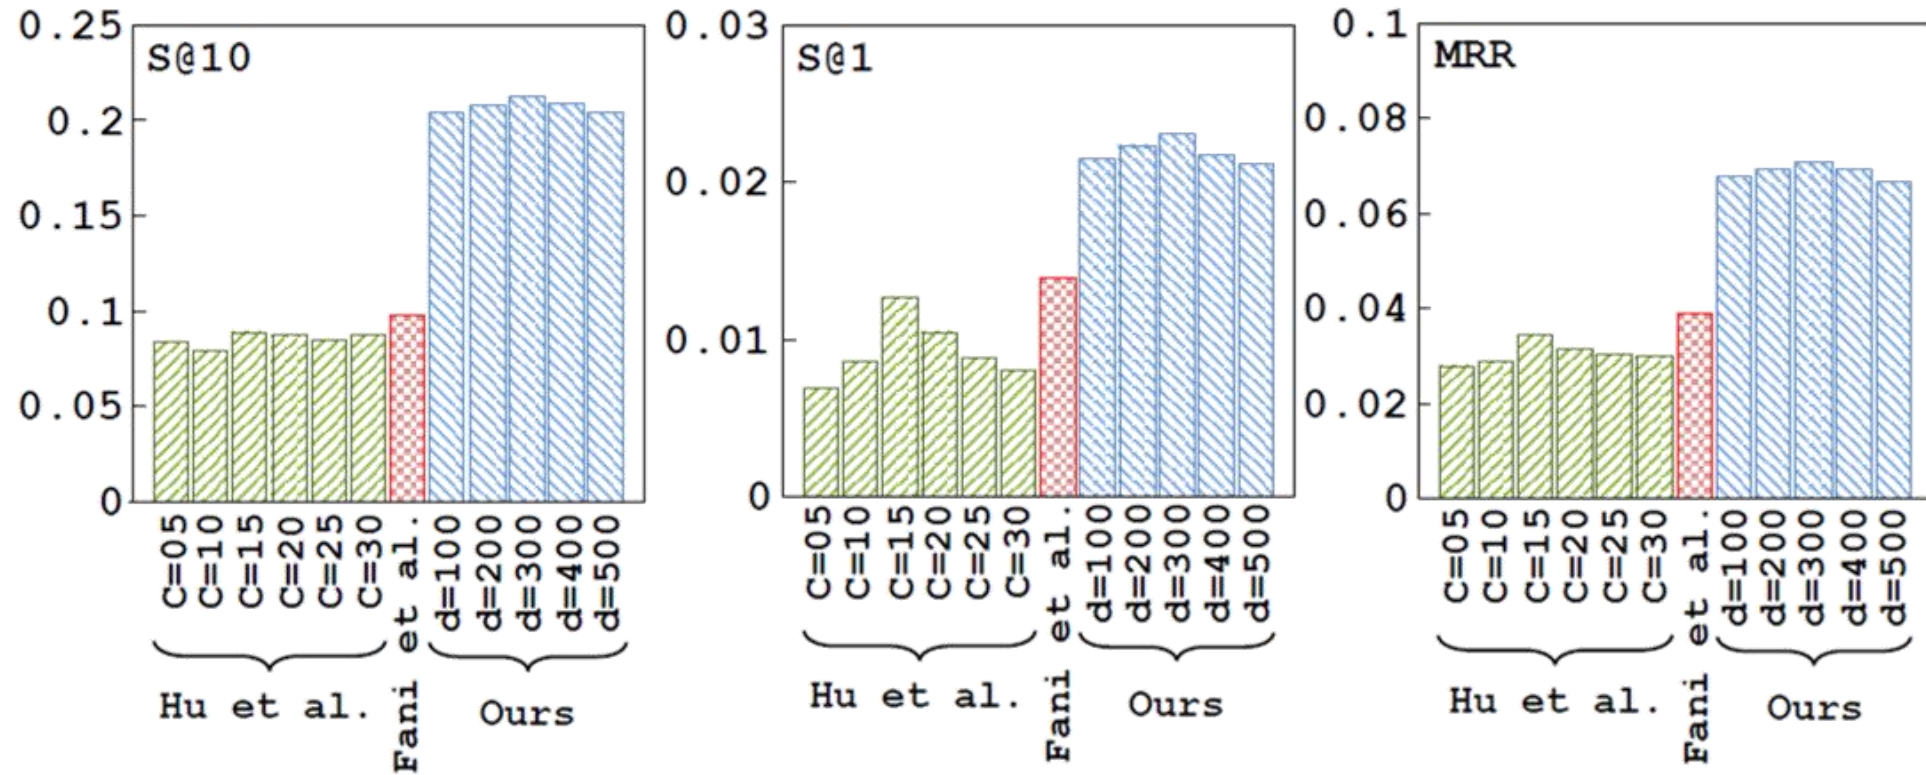 S@10
0.25
0.2
0.15
0.1
0.05
0
C=05
C=10
C=15
C=20
C=25
C=30
Fani et al.
d=100
d=200
d=300
d=400
d=500
Hu et al.
Ours
S@1
0.03
0.02
0.01
0
C=05
C=10
C=15
C=20
C=25
C=30
Fani et al.
d=100
d=200
d=300
d=400
d=500
Hu et al.
Ours
MRR
0.1
0.08
0.06
0.04
0.02
0
C=05
C=10
C=15
C=20
C=25
C=30
Fani et al.
d=100
d=200
d=300
d=400
d=500
Hu et al.
Ours